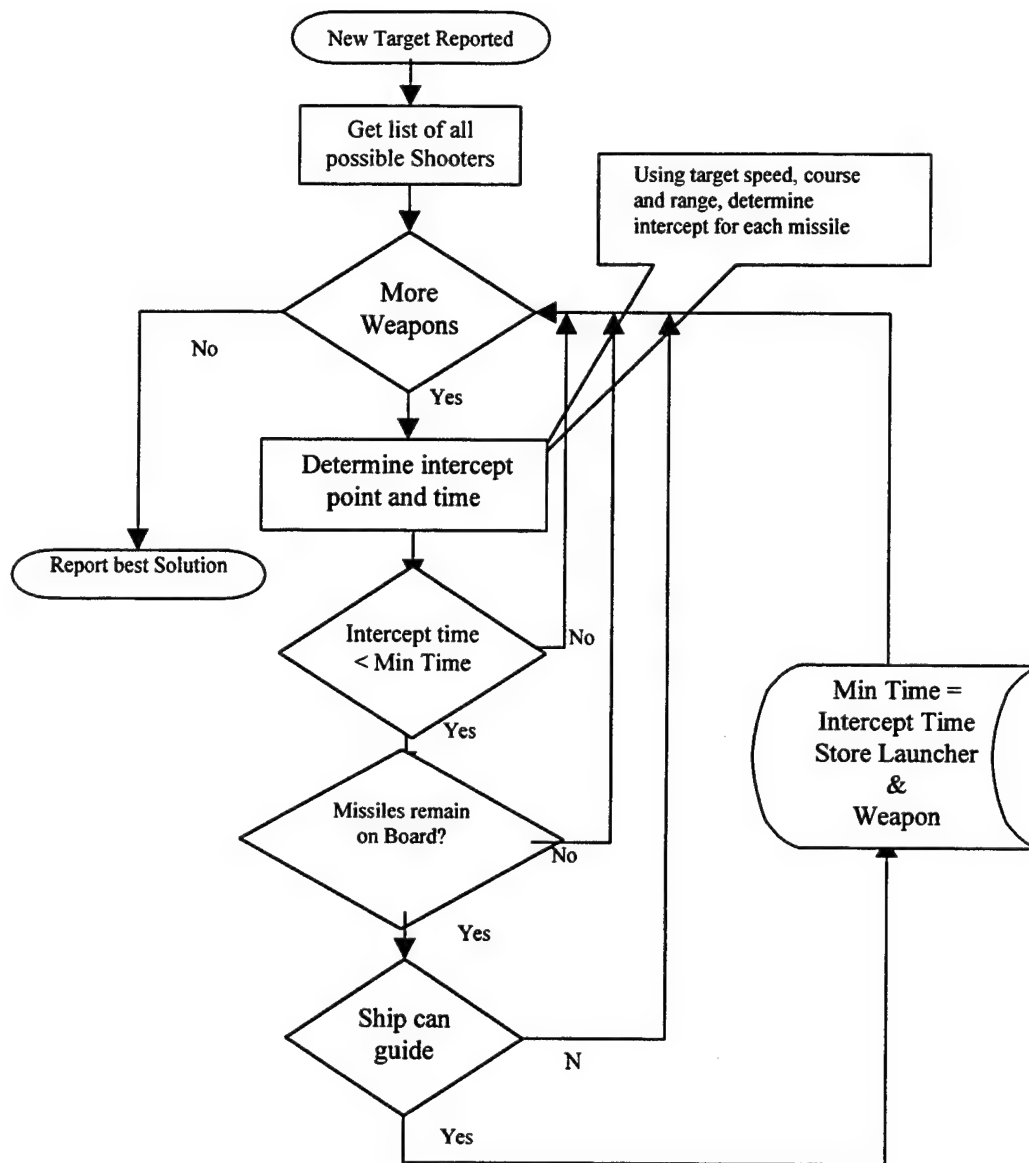 New Target Reported
Get list of all
possible Shooters
Using target speed, course
and range, determine
intercept for each missile
More
Weapons
No
Yes
Determine intercept
point and time
Report best Solution
Intercept time
< Min Time
No
Yes
Min Time =
Intercept Time
Store Launcher
&
Weapon
Missiles remain
on Board?
No
Yes
Ship can
guide
N
Yes